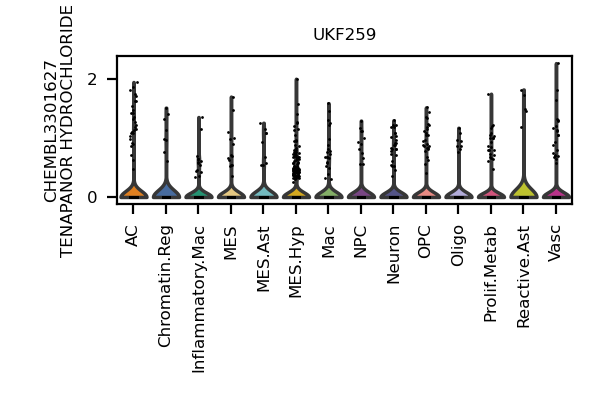 UKF259
CHEMBL3301627
TENAPANOR HYDROCHLORIDE
2
0
AC
Chromatin.Reg
Inflammatory.Mac
MES
MES.Ast
MES.Hyp
Mac
NPC
Neuron
OPC
Oligo
Prolif.Metab
Reactive.Ast
Vasc